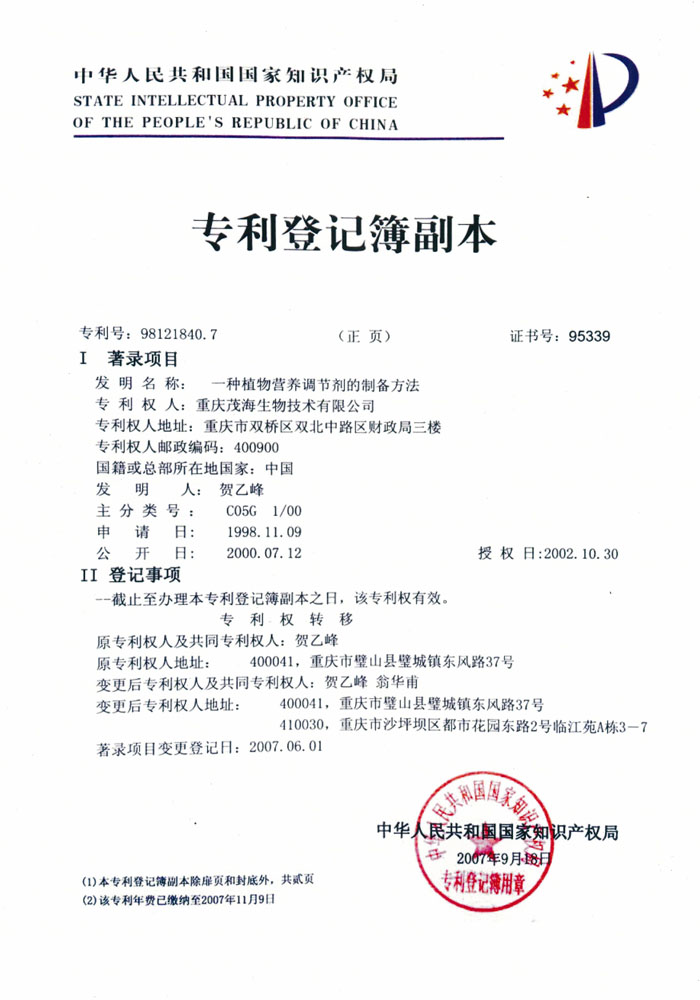 中华人民共和国国家知识产权局
STATE INTELLECTUAL PROPERTY OFFICE
OF THE PEOPLE'S REPUBLIC OF CHINA
专利登记簿副本
专利号：98121840.7 （正 页） 证书号：95339
I 著录项目
发 明 名 称： 一种植物营养调节剂的制备方法
专 利 权 人：重庆茂海生物技术有限公司
专利权人地址：重庆市双桥区双北中路区财政局三楼
专利权人邮政编码：400900
国籍或总部所在地国家：中国
发 明 人： 贺乙峰
主 分 类 号： C05G 1/00
申 请 日： 1998.11.09
公 开 日： 2000.07.12 授 权 日:2002.10.30
II 登记事项
--截止至办理本专利登记簿副本之日，该专利权有效。
专 利 权 转 移
原专利权人及共同专利权人：贺乙峰
原专利权人地址： 400041，重庆市璧山县璧城镇东风路37号
变更后专利权人及共同专利权人：贺乙峰 翁华甫
变更后专利权人地址： 400041，重庆市璧山县璧城镇东风路37号
410030，重庆市沙坪坝区都市花园东路2号临江苑A栋3－7
著录项目变更登记日：2007.06.01
中华人民共和国国家知识产权局
2007年9月18日
中华人民共和国国家知识产权局
专利登记簿用章
(1)本专利登记簿副本除扉页和封底外，共贰页
(2)该专利年费已缴纳至2007年11月9日